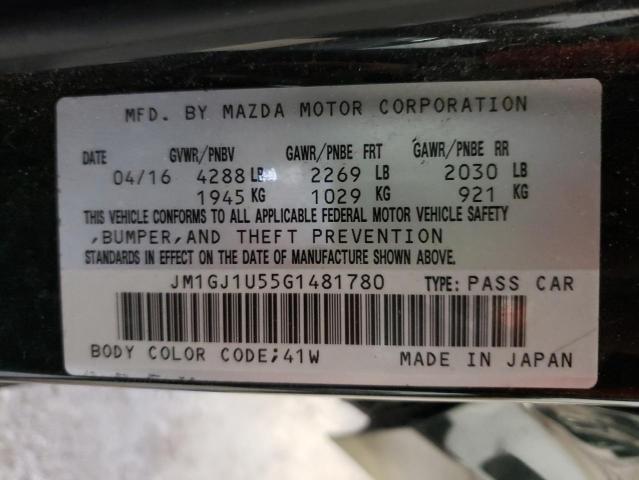 MFD. BY MAZDA MOTOR CORPORATION
DATE GVWR/PNBV GAWR/PNBE FRT GAWR/PNBE RR
04/16 4288 LB 2269 LB 2030 LB
1945 KG 1029 KG 921 KG
THIS VEHICLE CONFORMS TO ALL APPLICABLE FEDERAL MOTOR VEHICLE SAFETY
,BUMPER,AND THEFT PREVENTION
STANDARDS IN EFFECT ON THE DATE OF MANUFACTURE SHOWN ABOVE.
JM1GJ1U55G1481780 TYPE: PASS CAR
BODY COLOR CODE;41W MADE IN JAPAN